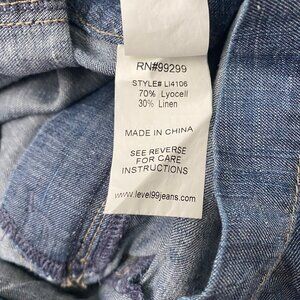 RN#99299
STYLE# LI4106
70% Lyocell
30% Linen
MADE IN CHINA
SEE REVERSE
FOR CARE
INSTRUCTIONS
www.level99jeans.com